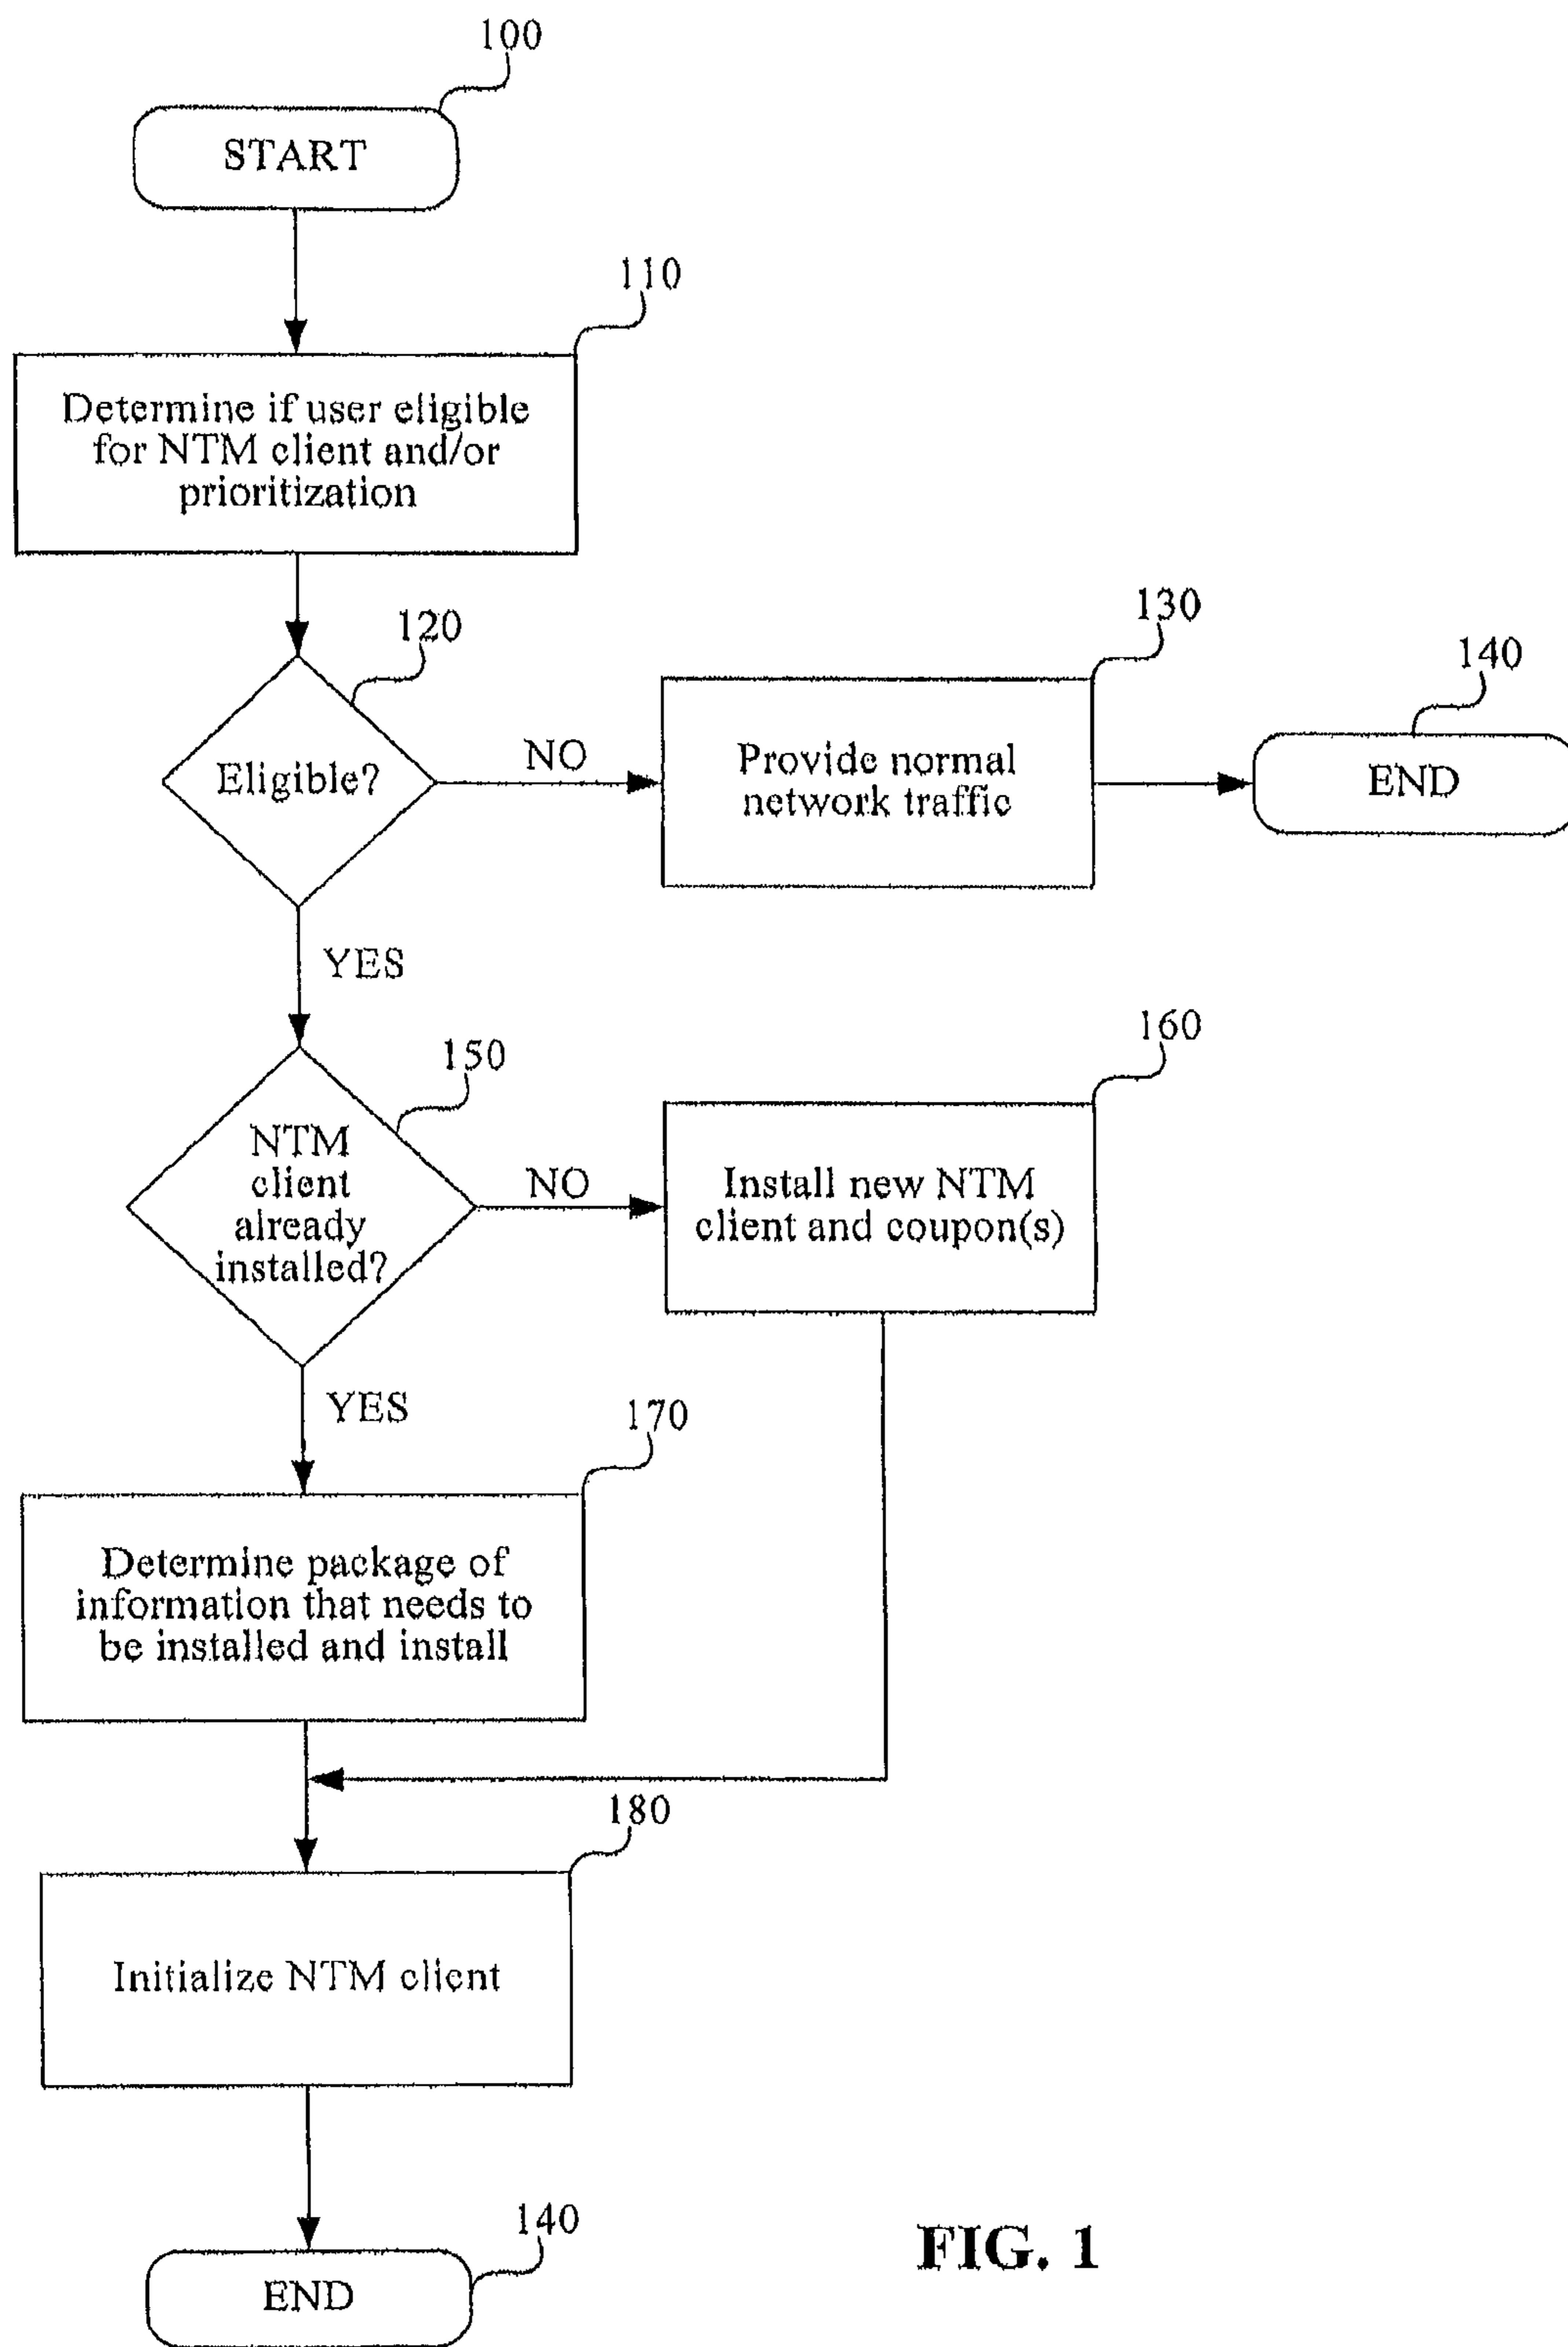 100
START
110
Determine if user eligible
for NTM client and/or
prioritization
120
130
140
Eligible?
NO
Provide normal
network traffic
END
YES
150
160
NTM
client
already
installed?
NO
Install new NTM
client and coupon(s)
YES
170
Determine package of
information that needs to
be installed and install
180
Initialize NTM client
140
END
FIG. 1